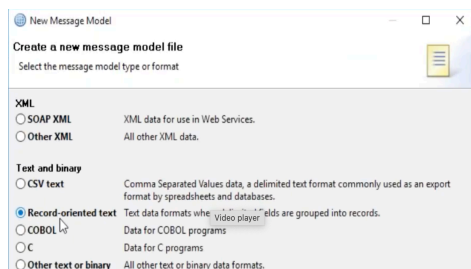 New Message Model
Create a new message model file
Select the message model type or format
XML
SOAP XML XML data for use in Web Services.
Other XML All other XML data.
Text and binary
CSV text Comma Separated Values data, a delimited text format commonly used as an export
format by spreadsheets and databases.
Record-oriented text Text data formats Video player fields are grouped into records.
COBOL Data for COBOL programs
C Data for C programs
Other text or binary All other text or binary data formats.